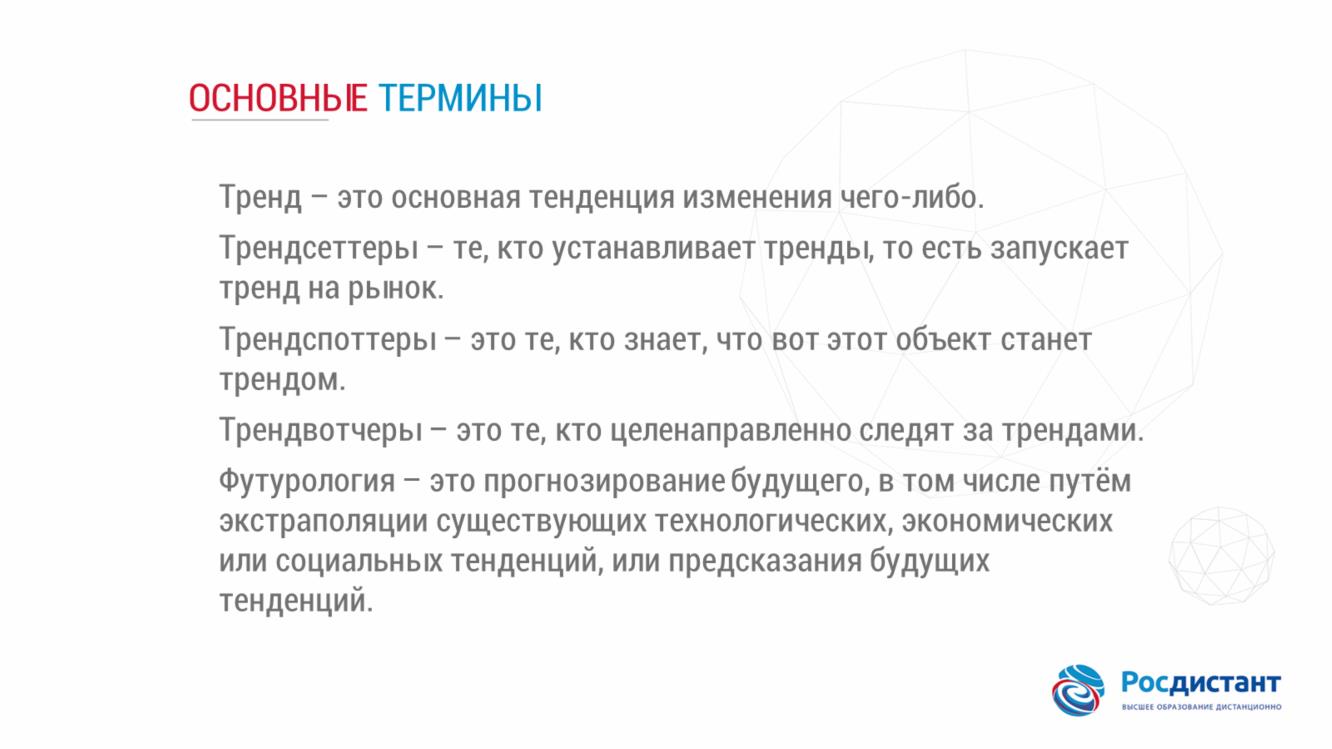 ОСНОВНЫЕ ТЕРМИНЫ
Тренд – это основная тенденция изменения чего-либо.
Трендсеттеры – те, кто устанавливает тренды, то есть запускает
тренд на рынок.
Трендспоттеры – это те, кто знает, что вот этот объект станет
трендом.
Трендвотчеры – это те, кто целенаправленно следят за трендами.
Футурология – это прогнозирование будущего, в том числе путём
экстраполяции существующих технологических, экономических
или социальных тенденций, или предсказания будущих
тенденций.
Росдистант
ВЫСШЕЕ ОБРАЗОВАНИЕ ДИСТАНЦИОННО